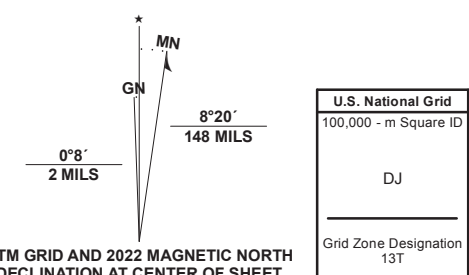 MN
GN
8°20´
148 MILS
0°8´
2 MILS
TM GRID AND 2022 MAGNETIC NORTH
DECLINATION AT CENTER OF SHEET
U.S. National Grid
100,000 - m Square ID
DJ
Grid Zone Designation
13T